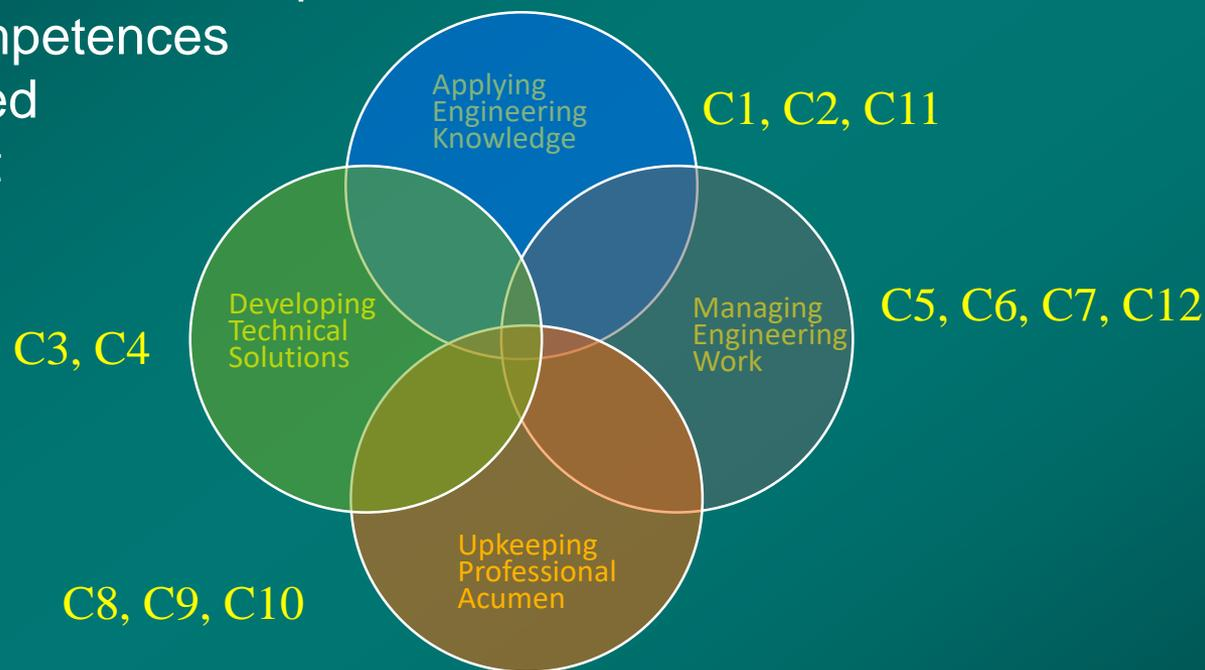 mpetences
ed
Applying
Engineering
Knowledge
C1, C2, C11
Developing
Technical
Solutions
Managing
Engineering
Work
C5, C6, C7, C12
C3, C4
Upkeeping
Professional
Acumen
C8, C9, C10